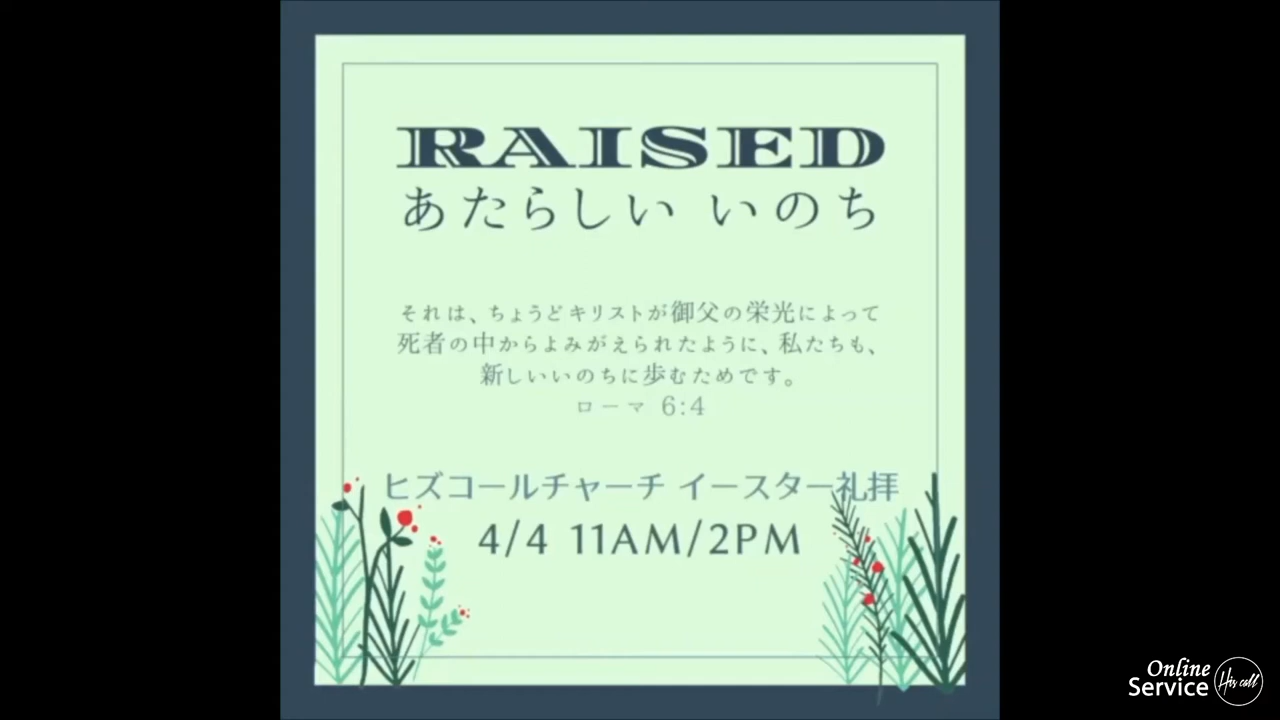 RAISED
あたらしい いのち
それは、ちょうどキリストが御父の栄光によって
死者の中からよみがえられたように、私たちも、
新しいいのちに歩むためです。
ローマ 6:4
ヒズコールチャーチ イースター礼拝
4/4 11AM/2PM
Online
Service
His call